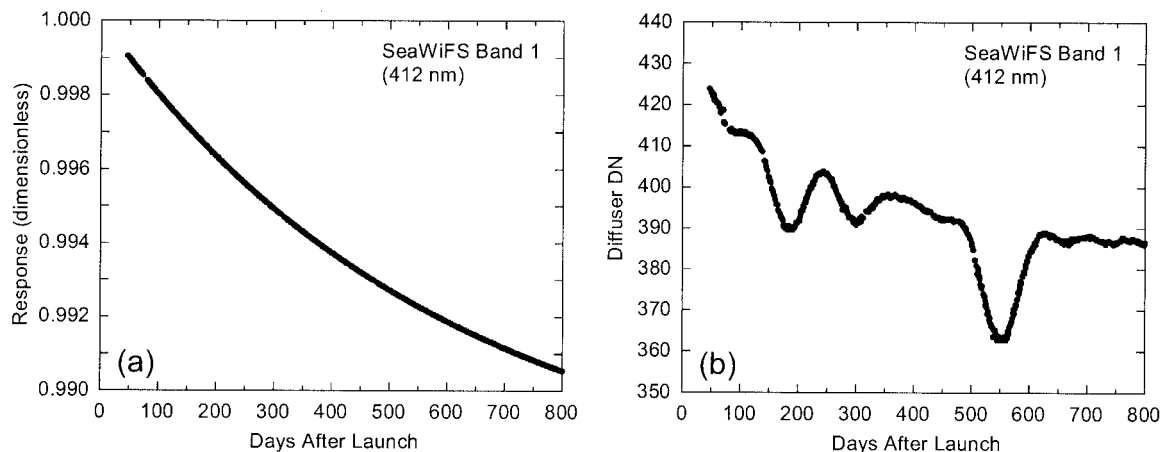 SeaWiFS Band 1
(412 nm)
Response (dimensionless)
1.000
0.998
0.996
0.994
0.992
0.990
(a)
0 100 200 300 400 500 600 700 800
Days After Launch
SeaWiFS Band 1
(412 nm)
Diffuser DN
440
430
420
410
400
390
380
370
360
350
(b)
0 100 200 300 400 500 600 700 800
Days After Launch